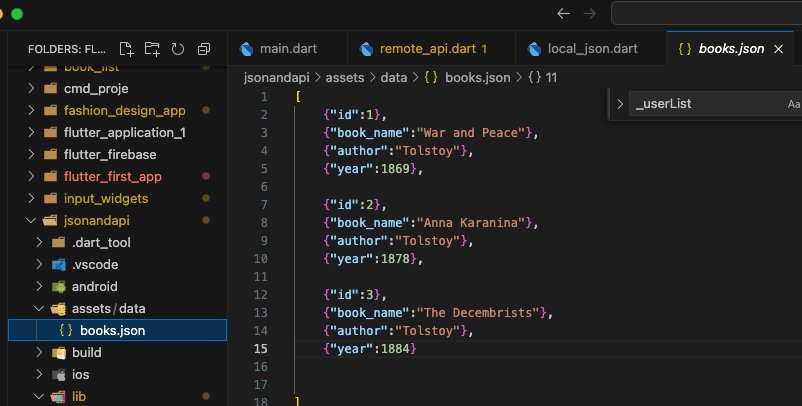 FOLDERS: FL...
main.dart
remote_api.dart 1
local_json.dart
{} books.json ×
jsonandapi > assets > data > {} books.json > {} 11
> _userList Aa
book_list
> cmd_proje
> fashion_design_app
> flutter_application_1
> flutter_firebase
> flutter_first_app
> input_widgets
jsonandapi
> .dart_tool
> .vscode
> android
assets/data
{} books.json
> build
> ios
lib
1 [
2 {"id":1},
3 {"book_name":"War and Peace"},
4 {"author":"Tolstoy"},
5 {"year":1869},
6
7 {"id":2},
8 {"book_name":"Anna Karanina"},
9 {"author":"Tolstoy"},
10 {"year":1878},
11
12 {"id":3},
13 {"book_name":"The Decembrists"},
14 {"author":"Tolstoy"},
15 {"year":1884}
16
17
18 ]